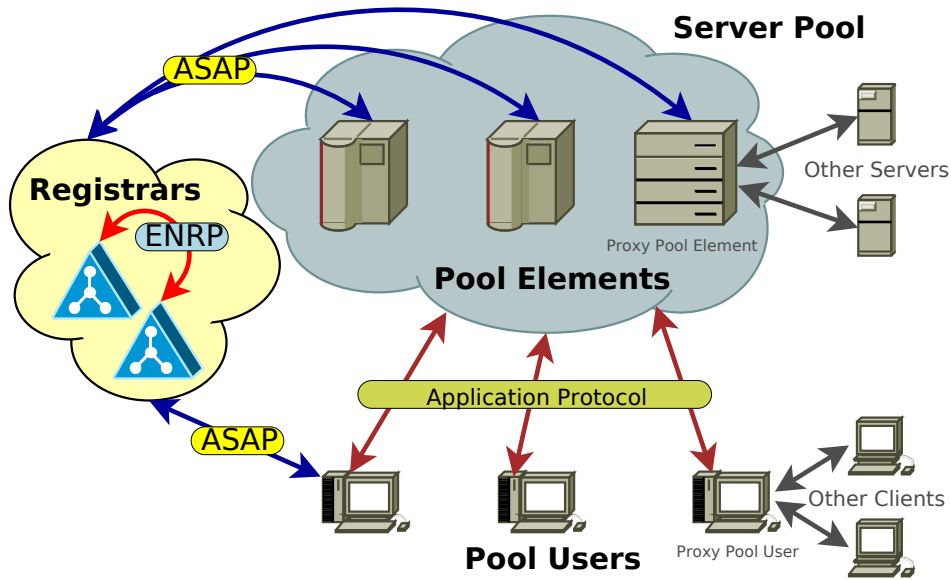 Server Pool
ASAP
Other Servers
Registrars
ENRP
Proxy Pool Element
Pool Elements
Application Protocol
ASAP
Other Clients
Proxy Pool User
Pool Users